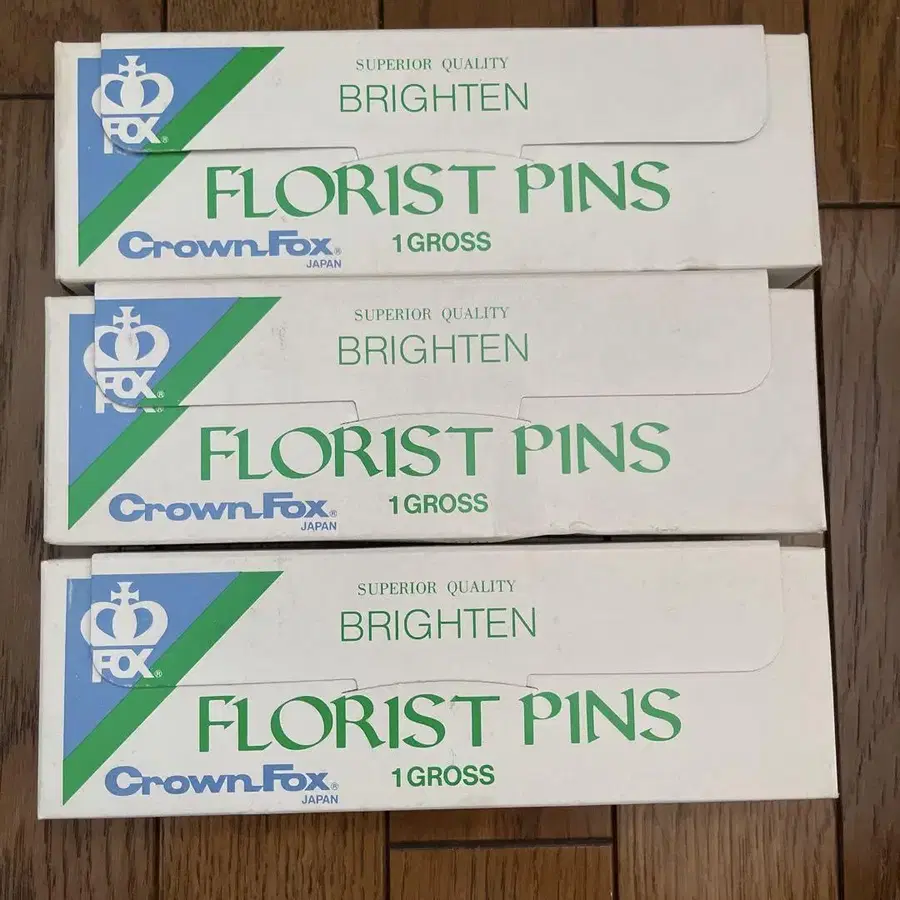 SUPERIOR QUALITY
BRIGHTEN
FOX®
FLORIST PINS
Crown Fox®
JAPAN
1 GROSS
SUPERIOR QUALITY
BRIGHTEN
FOX®
FLORIST PINS
Crown Fox®
JAPAN
1 GROSS
SUPERIOR QUALITY
BRIGHTEN
FOX®
FLORIST PINS
Crown Fox®
JAPAN
1 GROSS